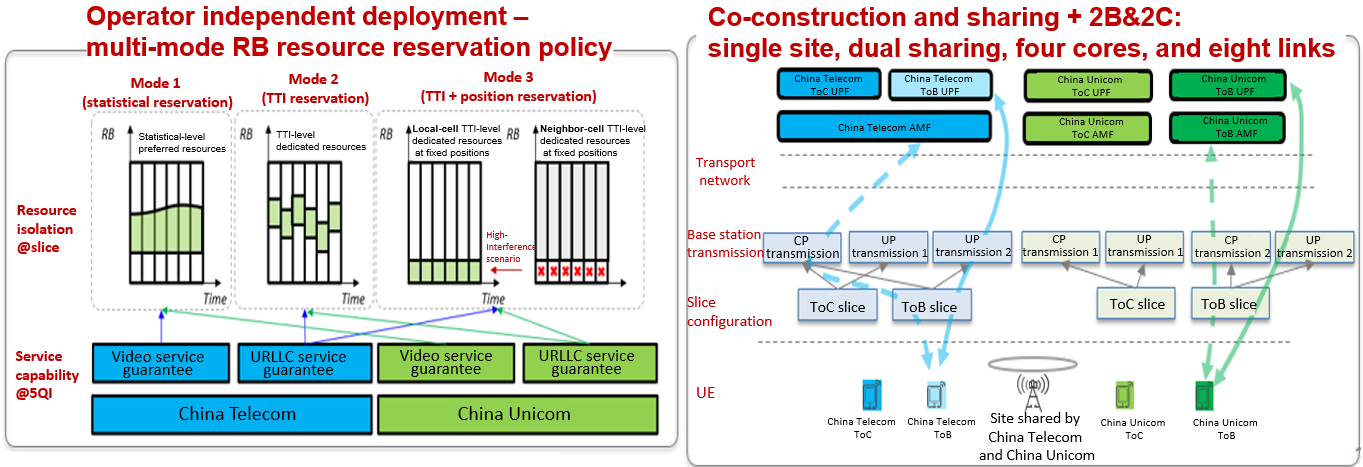 Operator independent deployment –
multi-mode RB resource reservation policy
Mode 1
(statistical reservation)
Mode 2
(TTI reservation)
Mode 3
(TTI + position reservation)
RB
Statistical-level
preferred resources
RB
TTI-level
dedicated resources
RB
Local-cell TTI-level
dedicated resources
at fixed positions
RB
Neighbor-cell TTI-level
dedicated resources
at fixed positions
Resource
isolation
@slice
High-
Interference
scenario
Time
Time
Time
Time
Service
capability
@5QI
Video service
guarantee
URLLC service
guarantee
Video service
guarantee
URLLC service
guarantee
China Telecom
China Unicom
Co-construction and sharing + 2B&2C:
single site, dual sharing, four cores, and eight links
China Telecom
ToC UPF
China Telecom
ToB UPF
China Unicom
ToC UPF
China Unicom
ToB UPF
China Telecom AMF
China Unicom
ToC AMF
China Unicom
ToB AMF
Transport
network
Base station
transmission
CP
transmission
UP
transmission 1
UP
transmission 2
CP
transmission 1
UP
transmission 1
CP
transmission 2
UP
transmission 2
Slice
configuration
ToC slice
ToB slice
ToC slice
ToB slice
UE
China Telecom
ToC
China Telecom
ToB
Site shared by
China Telecom
and China Unicom
China Unicom
ToC
China Unicom
ToB